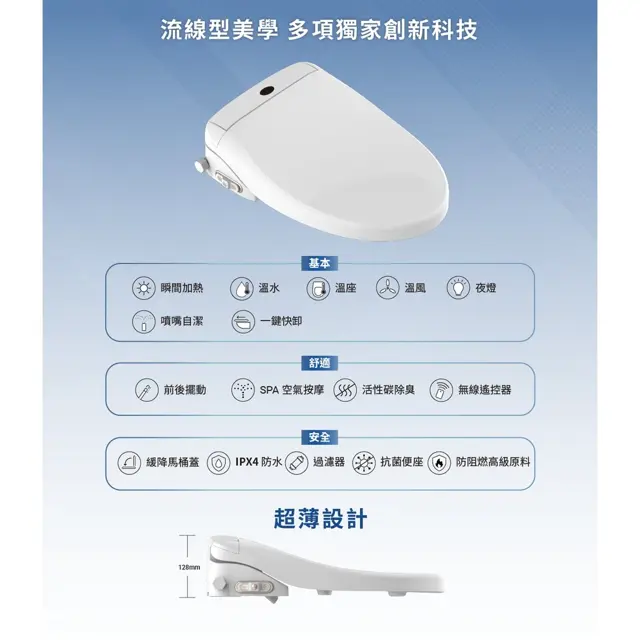 流線型美學 多項獨家創新科技
基本
瞬間加熱 溫水 溫座 溫風 夜燈
噴嘴自潔 一鍵快卸
舒適
前後擺動 SPA 空氣按摩 活性碳除臭 無線遙控器
安全
緩降馬桶蓋 IPX4 防水 過濾器 抗菌便座 防阻燃高級原料
超薄設計
128mm